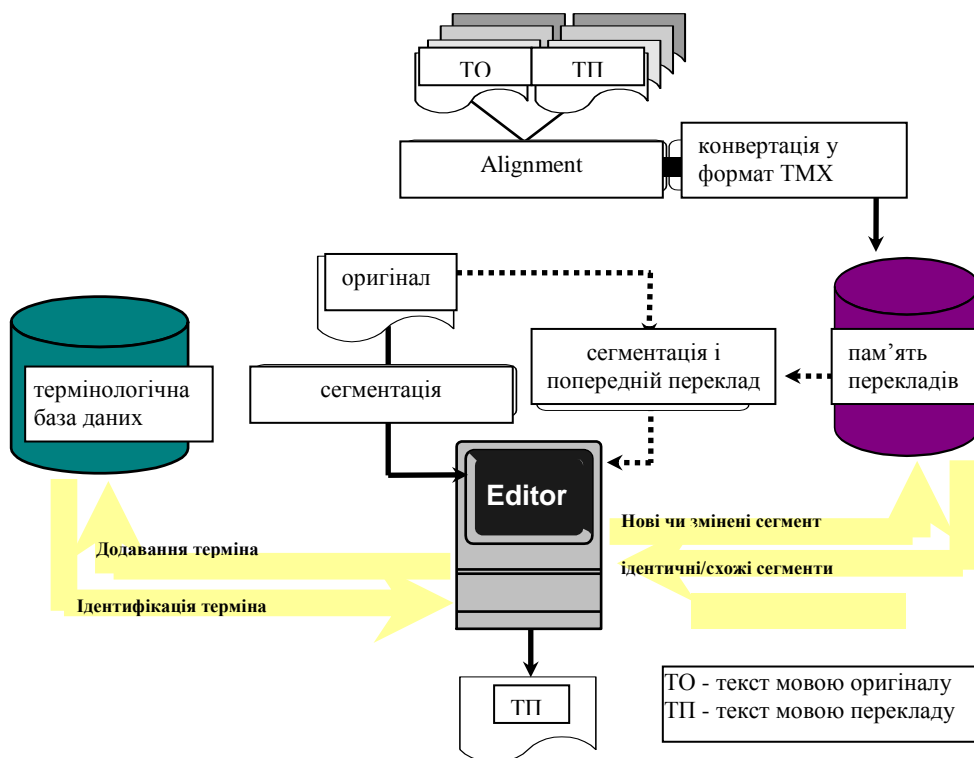 ТО
ТП
Alignment
конвертація у
формат TMX
оригінал
сегментація
сегментація і
попередній переклад
пам’ять
перекладів
термінологічна
база даних
Editor
Нові чи змінені сегмент
ідентичні/схожі сегменти
Додавання терміна
Ідентифікація терміна
ТП
ТО - текст мовою оригіналу
ТП - текст мовою перекладу